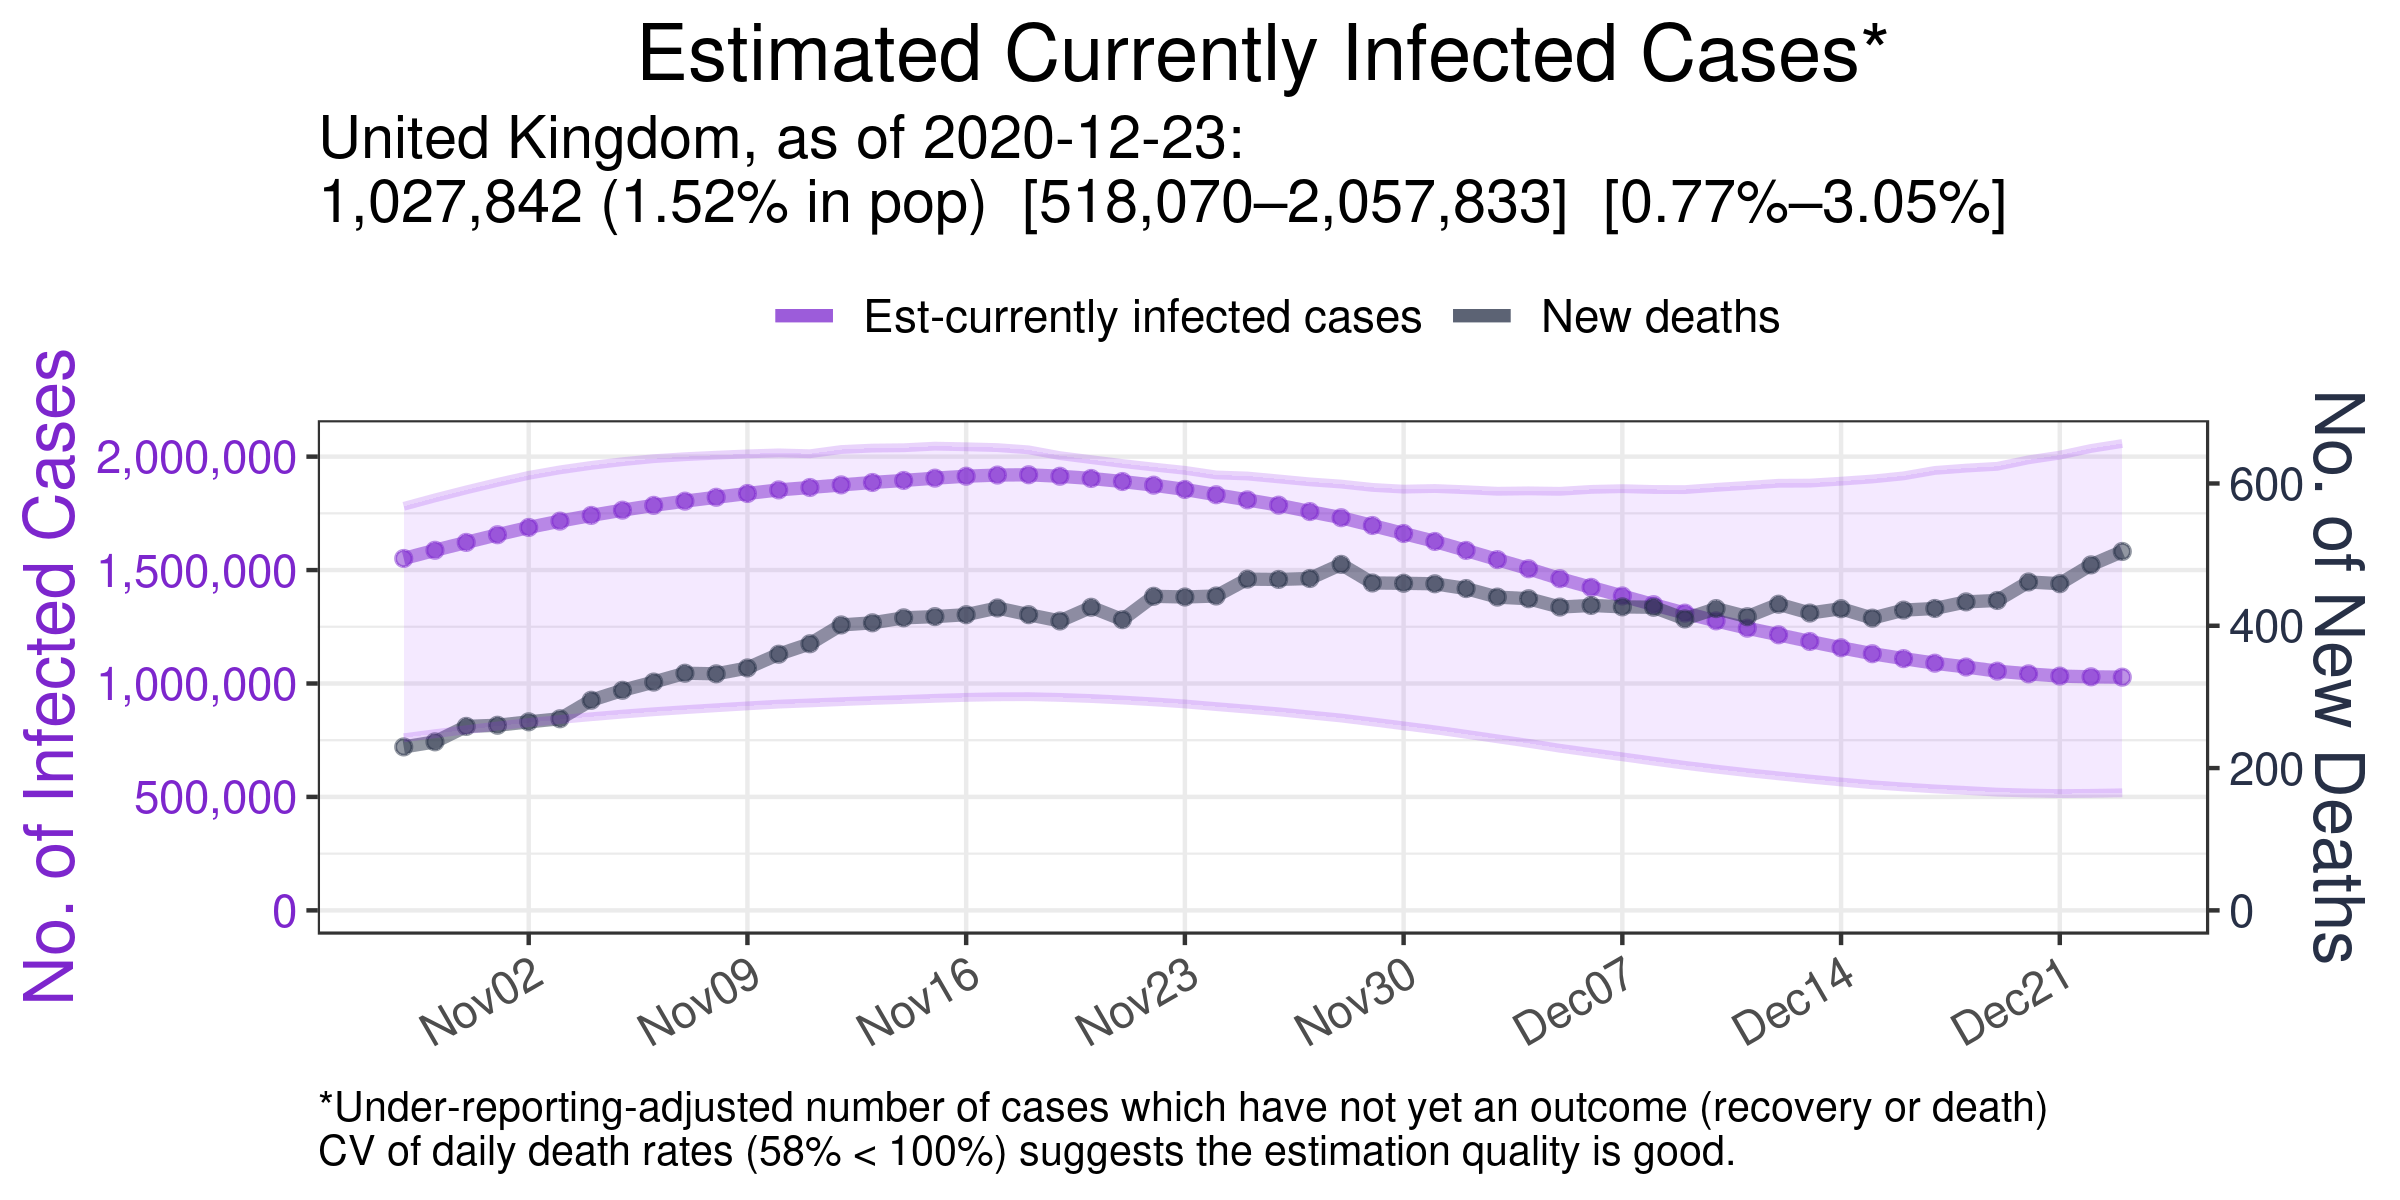 Estimated Currently Infected Cases*
United Kingdom, as of 2020-12-23:
1,027,842 (1.52% in pop)  [518,070–2,057,833]  [0.77%–3.05%]
Est-currently infected cases
New deaths
No. of Infected Cases
2,000,000
1,500,000
1,000,000
500,000
0
600
400
200
0
No. of New Deaths
Nov02
Nov09
Nov16
Nov23
Nov30
Dec07
Dec14
Dec21
*Under-reporting-adjusted number of cases which have not yet an outcome (recovery or death)
CV of daily death rates (58% < 100%) suggests the estimation quality is good.